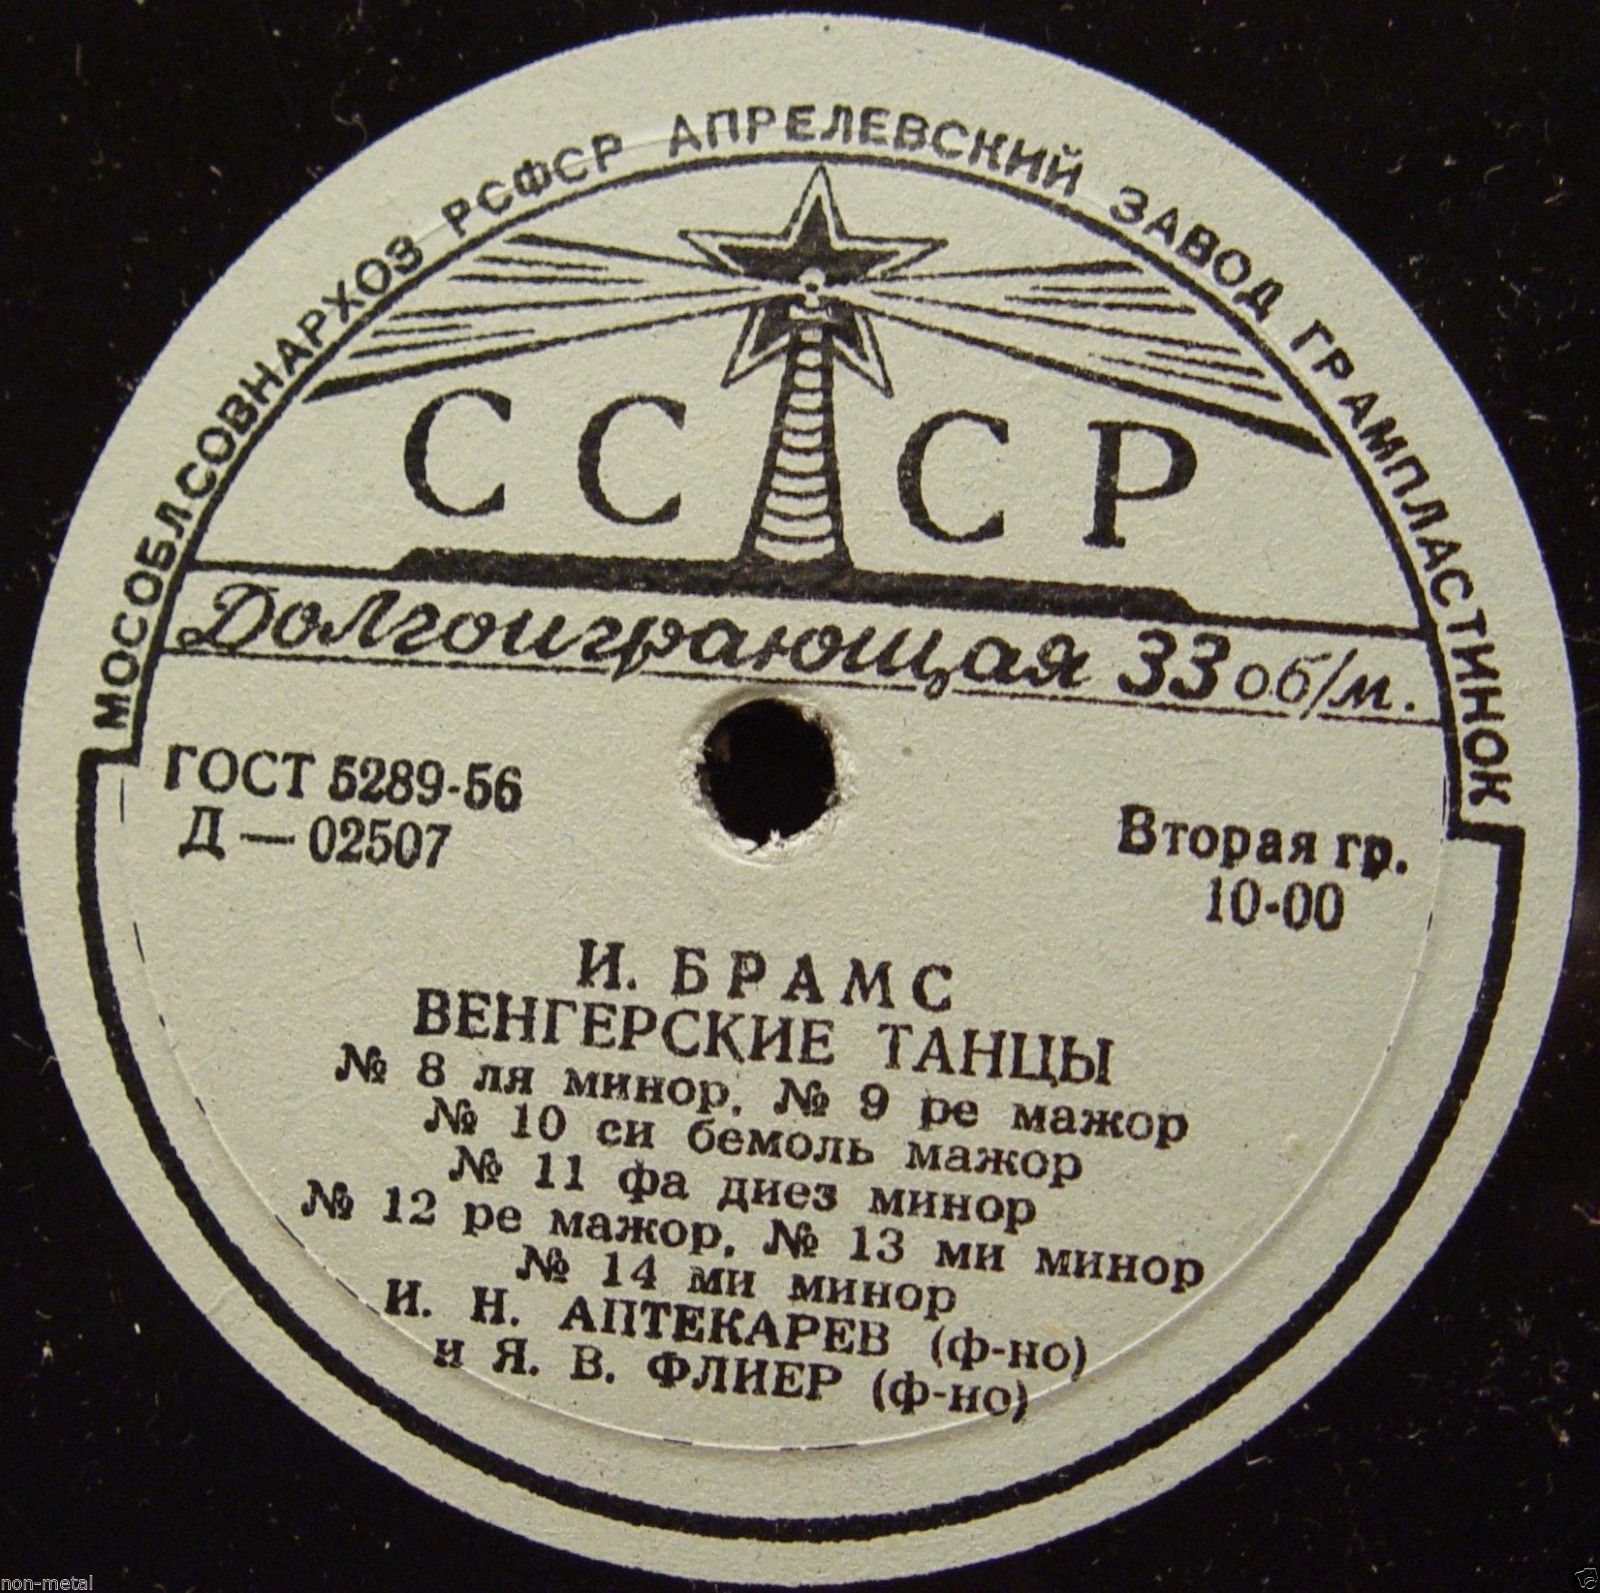 МОСОБЛСОВНАРХОЗ РСФСР АПРЕЛЕВСКИЙ ЗАВОД ГРАМПЛАСТИНОК
СССР
Долгоиграющая 33 об/м.
ГОСТ 5289-56
Д — 02507
Вторая гр.
10-00
И. БРАМС
ВЕНГЕРСКИЕ ТАНЦЫ
№ 8 ля минор, № 9 ре мажор
№ 10 си бемоль мажор
№ 11 фа диез минор
№ 12 ре мажор, № 13 ми минор
№ 14 ми минор
И. Н. АПТЕКАРЕВ (ф-но)
и Я. В. ФЛИЕР (ф-но)
non-metal